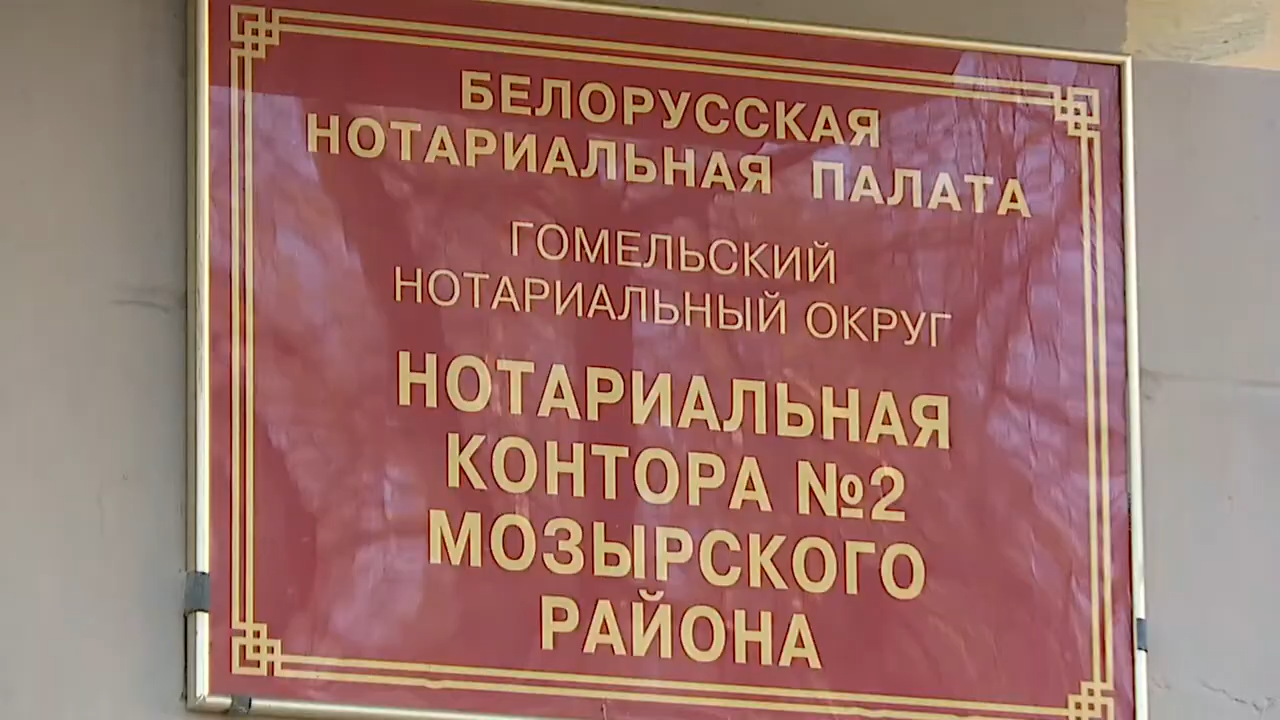 БЕЛОРУССКАЯ
НОТАРИАЛЬНАЯ ПАЛАТА
ГОМЕЛЬСКИЙ
НОТАРИАЛЬНЫЙ ОКРУГ
НОТАРИАЛЬНАЯ
КОНТОРА №2
МОЗЫРСКОГО
РАЙОНА